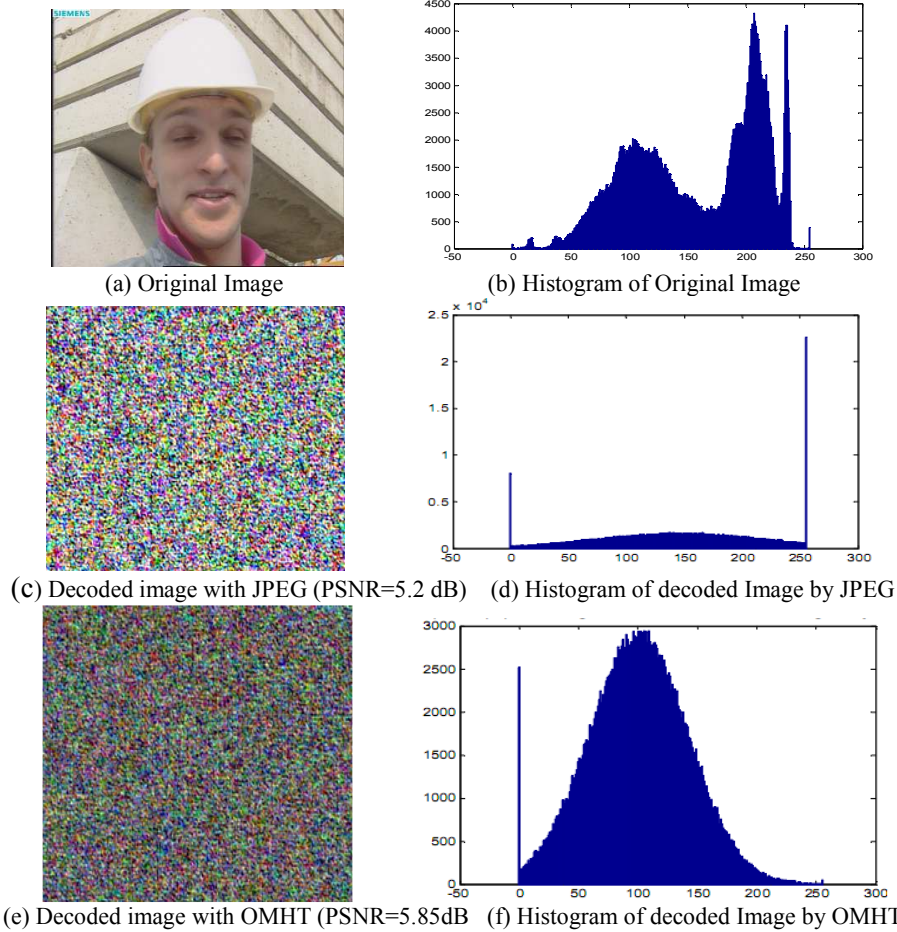 SIEMENS
4500
4000
3500
3000
2500
2000
1500
1000
500
0
-50 0 50 100 150 200 250 300
(a) Original Image (b) Histogram of Original Image
x 10^4
2.5
2
1.5
1
0.5
0
-50 0 50 100 150 200 250 300
(c) Decoded image with JPEG (PSNR=5.2 dB) (d) Histogram of decoded Image by JPEG
3000
2500
2000
1500
1000
500
0
-50 0 50 100 150 200 250 300
(e) Decoded image with OMHT (PSNR=5.85dB (f) Histogram of decoded Image by OMHT